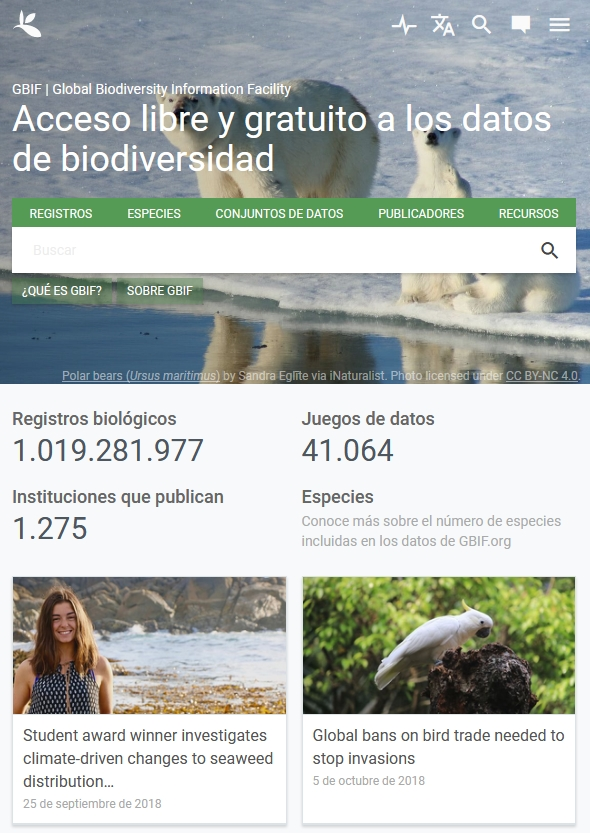 GBIF | Global Biodiversity Information Facility
Acceso libre y gratuito a los datos
de biodiversidad
REGISTROS ESPECIES CONJUNTOS DE DATOS PUBLICADORES RECURSOS
Buscar
¿QUÉ ES GBIF? SOBRE GBIF
Polar bears (Ursus maritimus) by Sandra Eglīte via iNaturalist. Photo licensed under CC BY-NC 4.0.
Registros biológicos
1.019.281.977
Juegos de datos
41.064
Instituciones que publican
1.275
Especies
Conoce más sobre el número de especies
incluidas en los datos de GBIF.org
Student award winner investigates
climate-driven changes to seaweed
distribution...
25 de septiembre de 2018
Global bans on bird trade needed to
stop invasions
5 de octubre de 2018